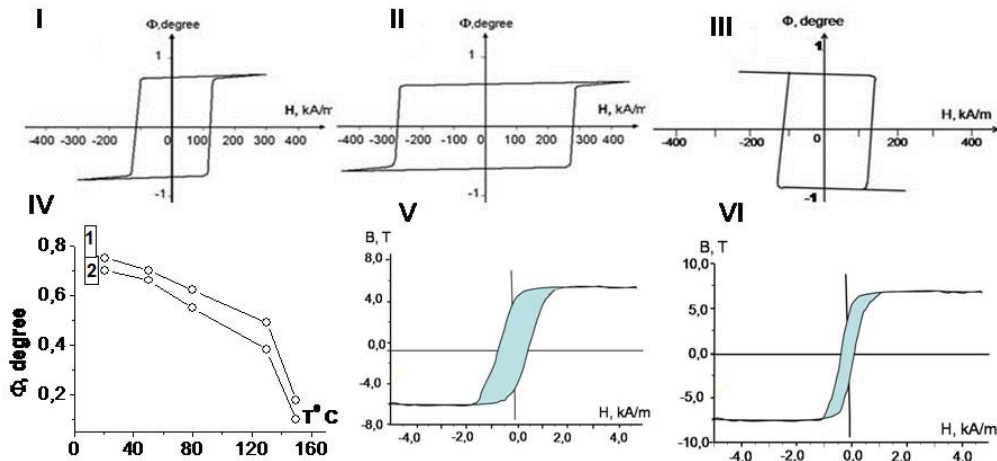 I
Φ,degree
1
H, kA/m
-400 -300 -200 -100 0 100 200 300 400
-1
II
Φ,degree
1
H, kA/m
-400 -300 -200 -100 0 100 200 300 400
-1
III
Φ, degree
1
H, kA/m
-400 -200 0 200 400
-1
IV
1
2
0,8
0,6
0,4
0,2
Φ, degree
T° C
0 40 80 120 160
V
B, T
4,0
0,0
-4,0
-8,0
H, kA/m
-4,0 -2,0 0,0 2,0 4,0
VI
B, T
10,0
5,0
0,0
-5,0
-10,0
H, kA/m
-4.0 -2.0 0.0 2.0 4.0